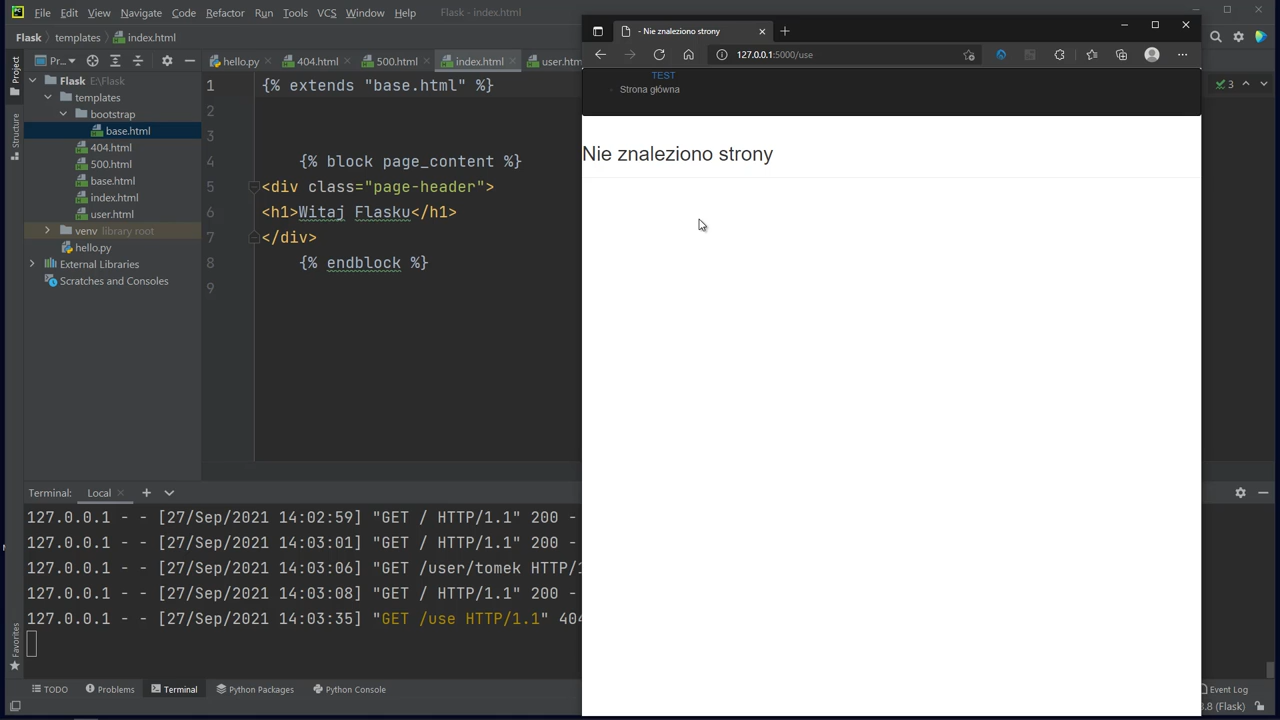 PC File Edit View Navigate Code Refactor Run Tools VCS Window Help Flask - index.html
Flask templates index.html
Project
Pr...
hello.py 404.html 500.html index.html user.htm
Flask E:\Flask
templates
bootstrap
base.html
404.html
500.html
base.html
index.html
user.html
venv library root
hello.py
External Libraries
Scratches and Consoles
Structure
Favorites
1 {% extends "base.html" %}
2
3
4 {% block page_content %}
5 <div class="page-header">
6 <h1>Witaj Flasku</h1>
7 </div>
8 {% endblock %}
9
3
- Nie znaleziono strony
127.0.0.1:5000/use
TEST
Strona główna
Nie znaleziono strony
Terminal: Local
127.0.0.1 - - [27/Sep/2021 14:02:59] "GET / HTTP/1.1" 200 -
127.0.0.1 - - [27/Sep/2021 14:03:01] "GET / HTTP/1.1" 200 -
127.0.0.1 - - [27/Sep/2021 14:03:06] "GET /user/tomek HTTP/1
127.0.0.1 - - [27/Sep/2021 14:03:08] "GET / HTTP/1.1" 200 -
127.0.0.1 - - [27/Sep/2021 14:03:35] "GET /use HTTP/1.1" 404
TODO Problems Terminal Python Packages Python Console Event Log
3.8 (Flask)